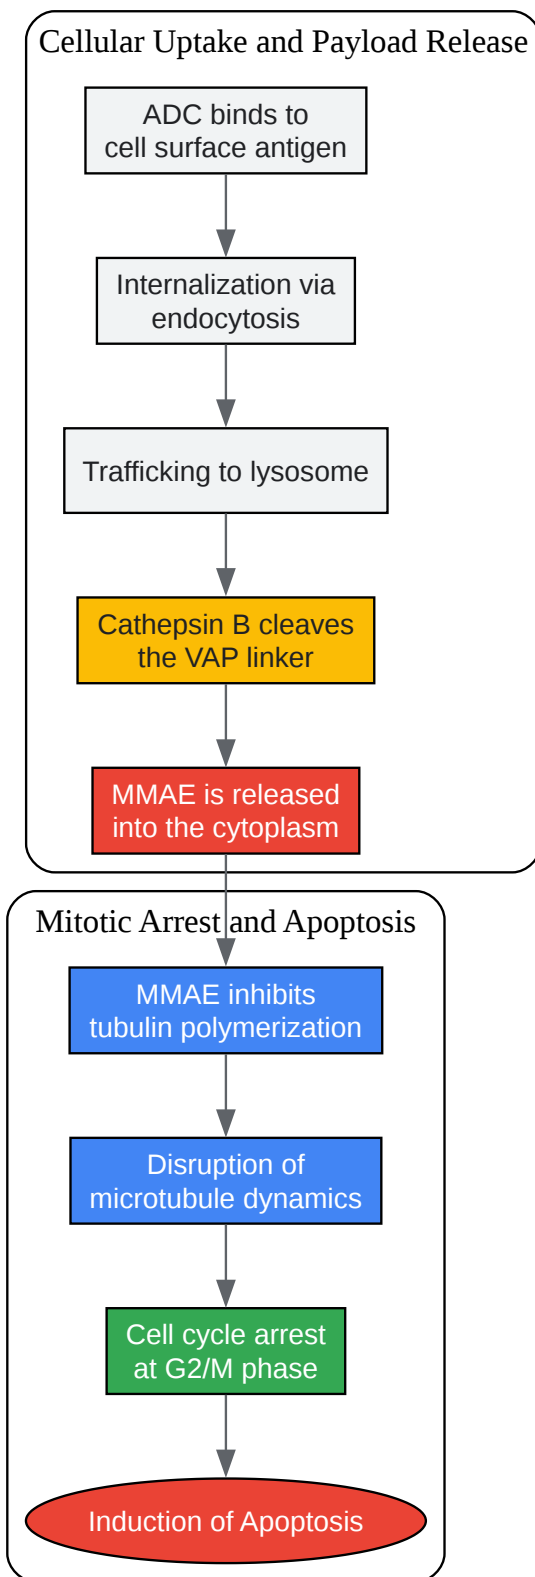 Cellular Uptake and Payload Release
ADC binds to
cell surface antigen
Internalization via
endocytosis
Trafficking to lysosome
Cathepsin B cleaves
the VAP linker
MMAE is released
into the cytoplasm
Mitotic Arrest and Apoptosis
MMAE inhibits
tubulin polymerization
Disruption of
microtubule dynamics
Cell cycle arrest
at G2/M phase
Induction of Apoptosis